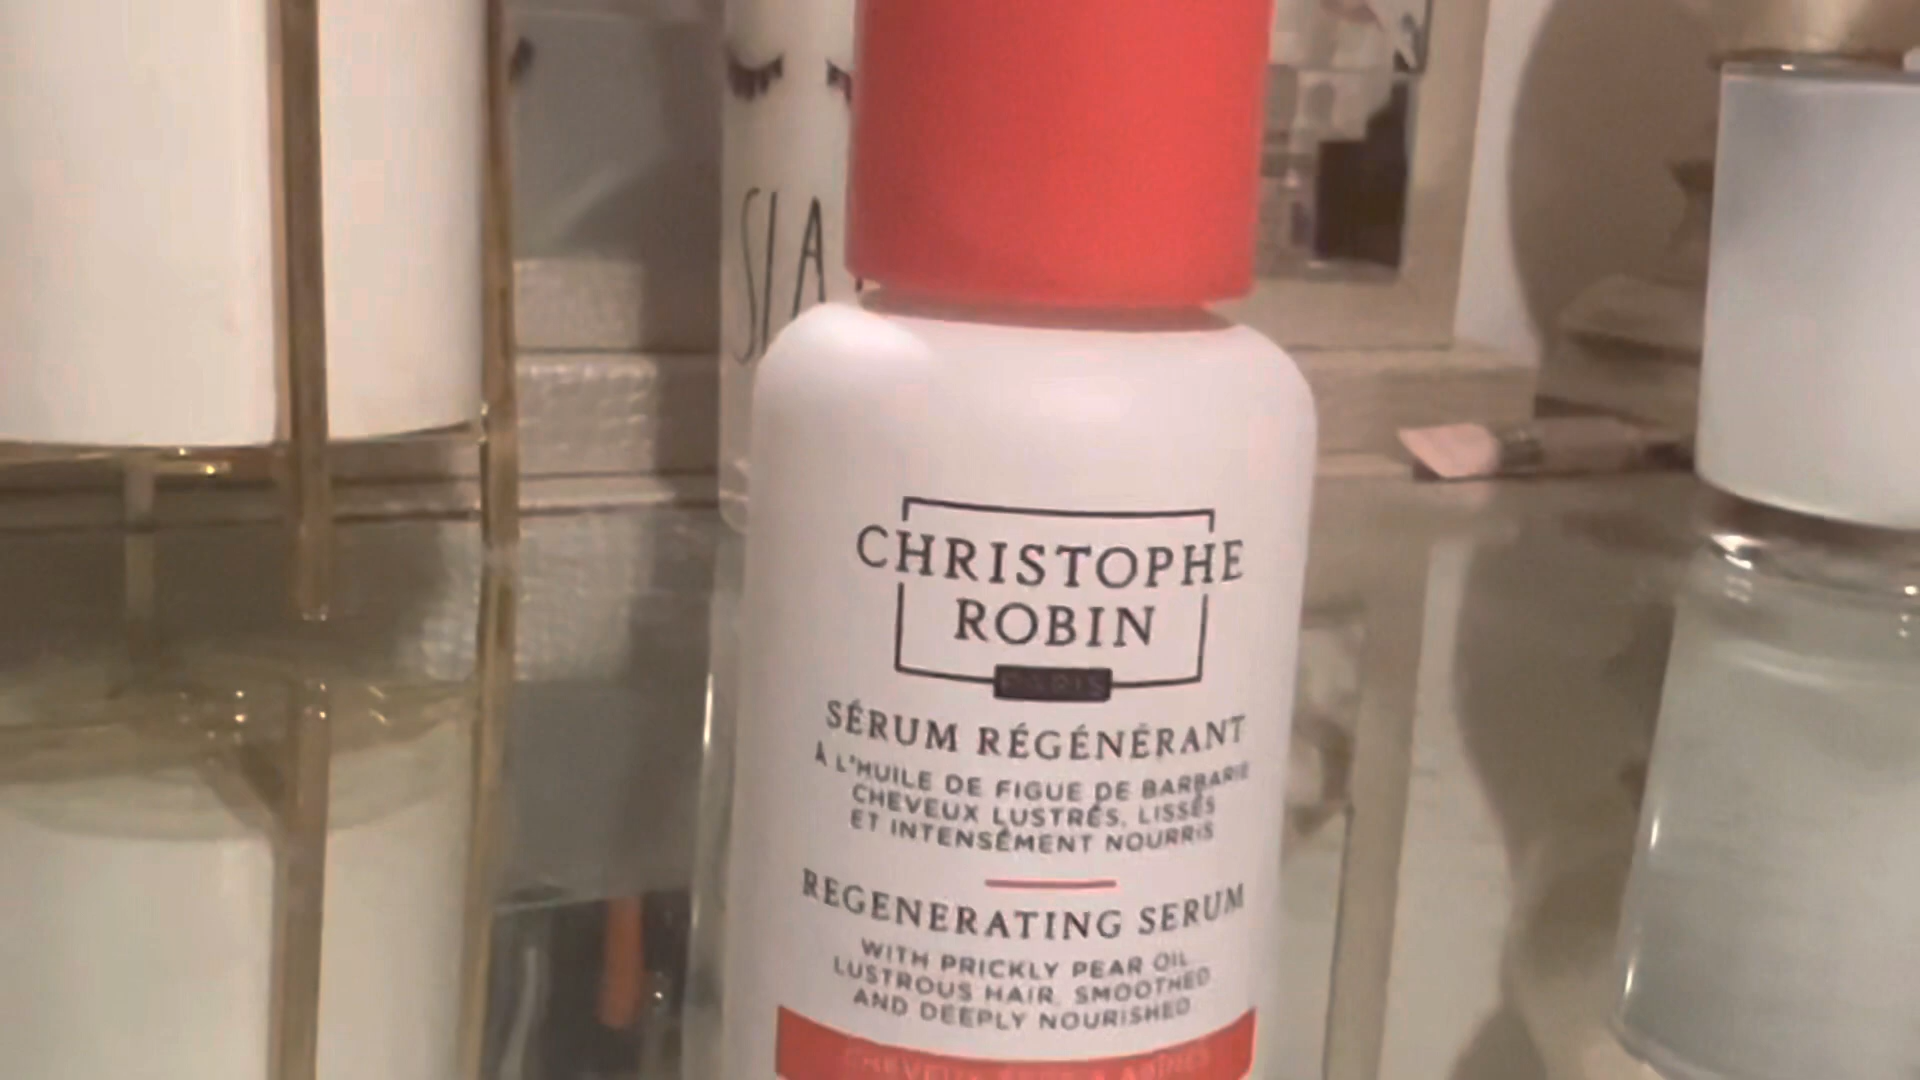 CHRISTOPHE
ROBIN
PARIS
SÉRUM RÉGÉNÉRANT
À L'HUILE DE FIGUE DE BARBARIE
CHEVEUX LUSTRÉS, LISSÉS
ET INTENSÉMENT NOURRIS
REGENERATING SERUM
WITH PRICKLY PEAR OIL
LUSTROUS HAIR, SMOOTHED
AND DEEPLY NOURISHED
CHEVEUX